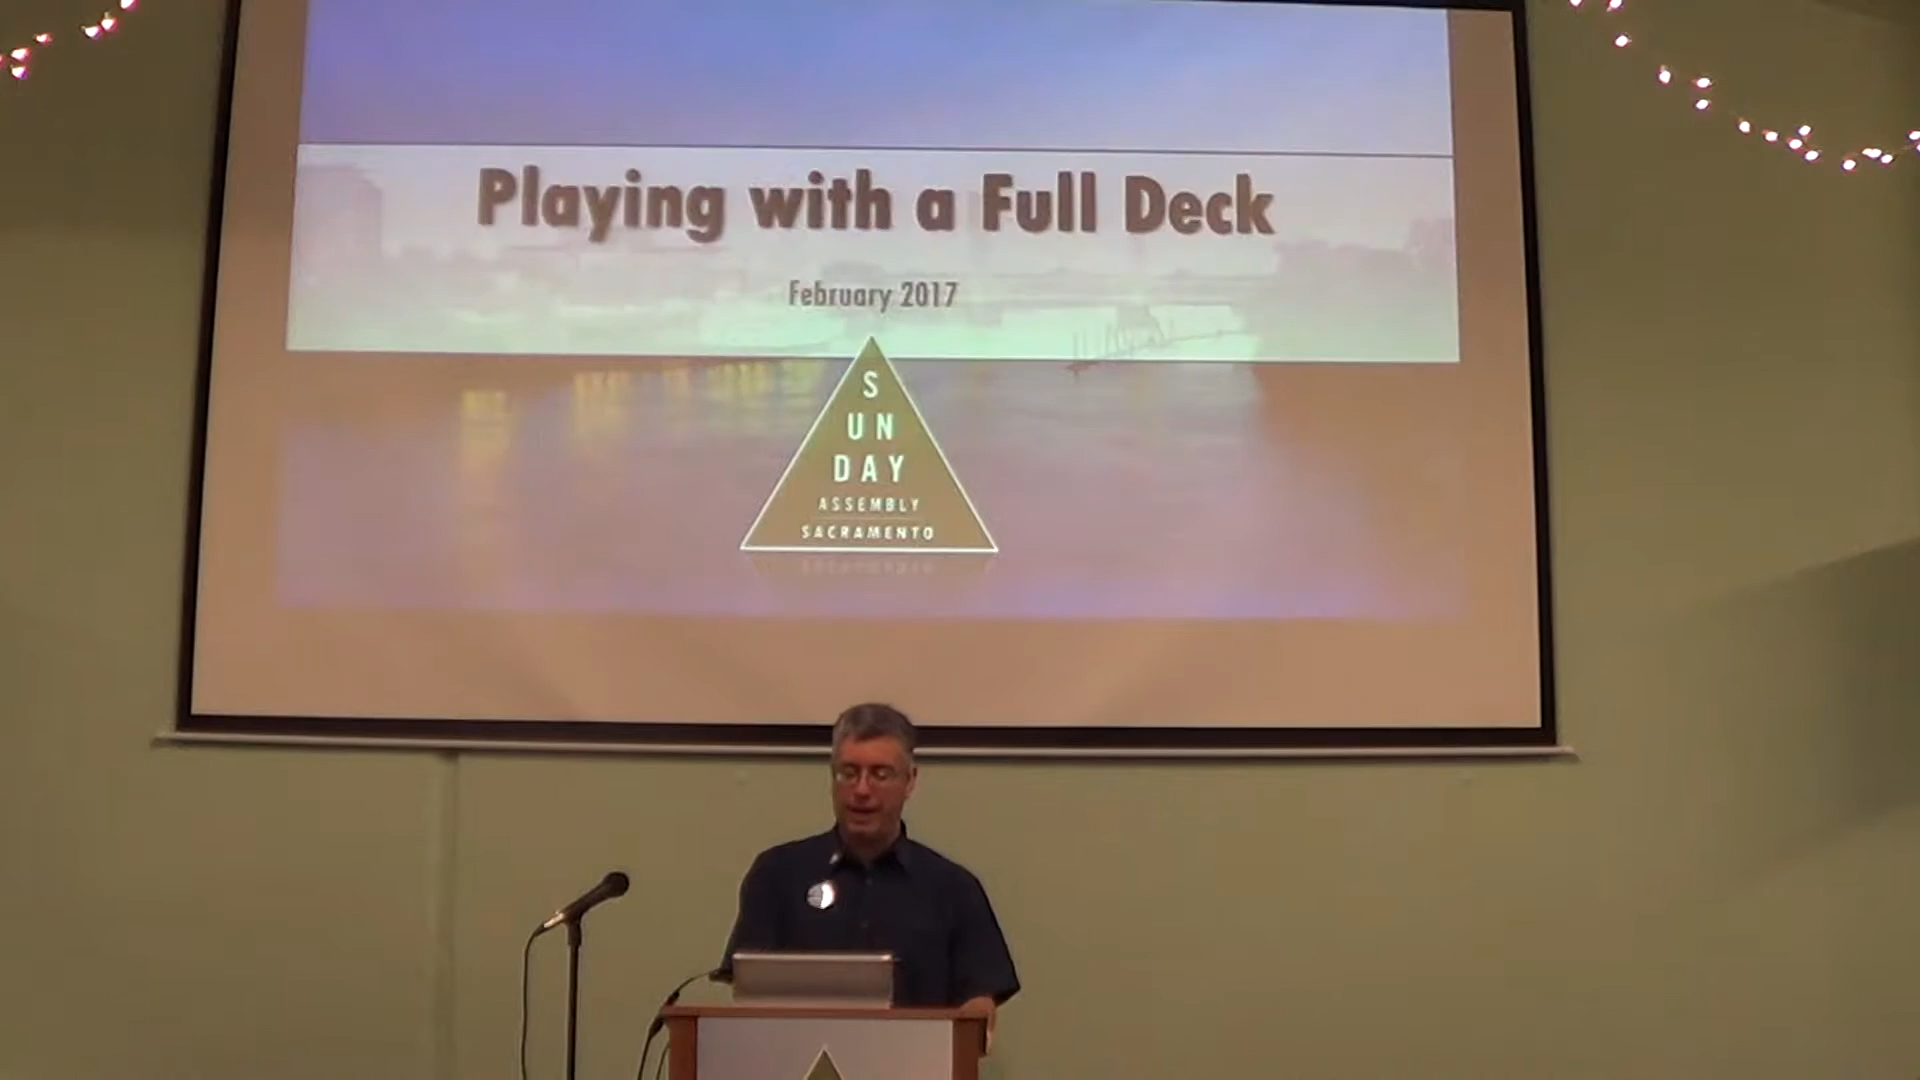 Playing with a Full Deck
February 2017
S
UN
DAY
ASSEMBLY
SACRAMENTO